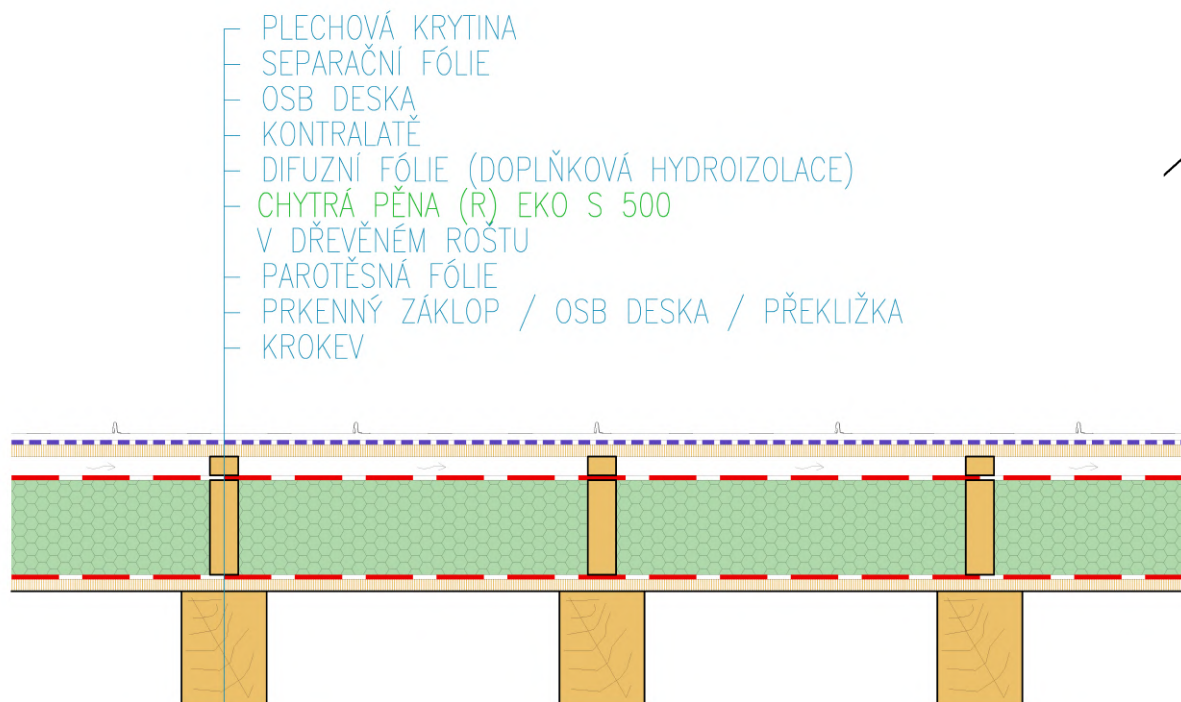 PLECHOVÁ KRYTINA
SEPARAČNÍ FÓLIE
OSB DESKA
KONTRALATĚ
DIFUZNÍ FÓLIE (DOPLŇKOVÁ HYDROIZOLACE)
CHYTRÁ PĚNA (R) EKO S 500
V DŘEVĚNÉM ROŠTU
PAROTĚSNÁ FÓLIE
PRKENNÝ ZÁKLOP / OSB DESKA / PŘEKLIŽKA
KROKEV